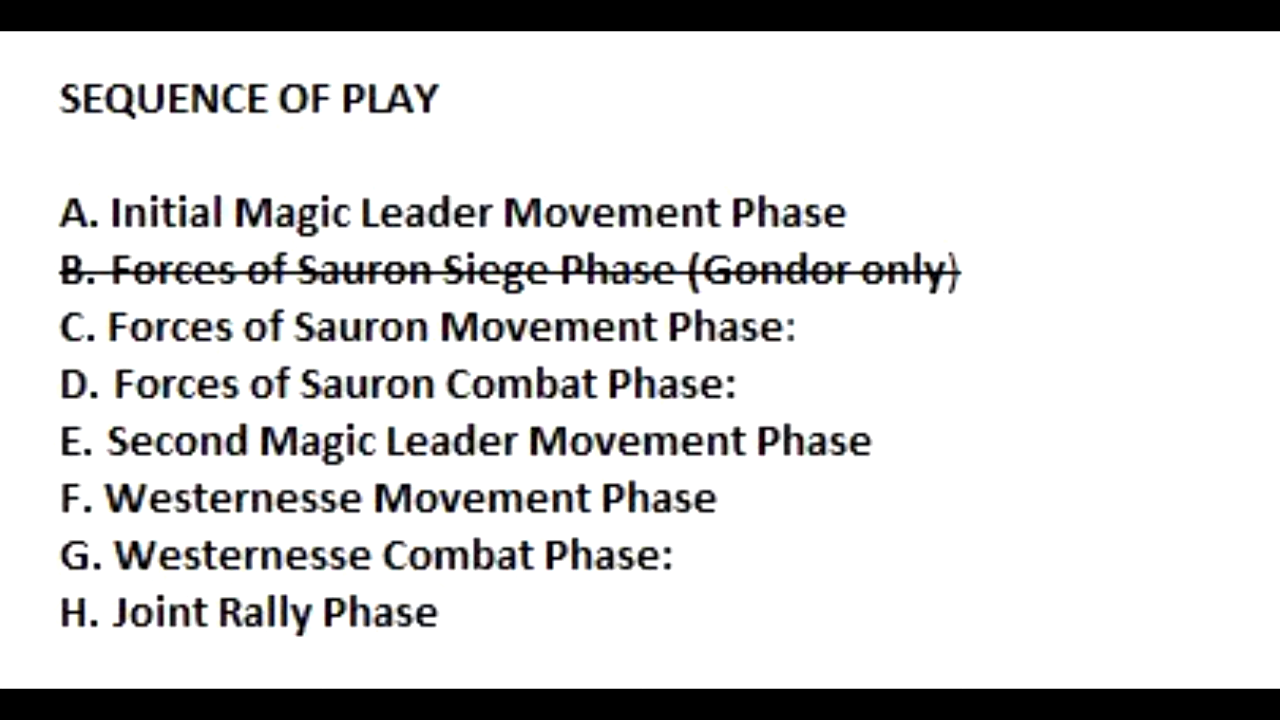 SEQUENCE OF PLAY
A. Initial Magic Leader Movement Phase
B. Forces of Sauron Siege Phase (Gondor only)
C. Forces of Sauron Movement Phase:
D. Forces of Sauron Combat Phase:
E. Second Magic Leader Movement Phase
F. Westernesse Movement Phase
G. Westernesse Combat Phase:
H. Joint Rally Phase